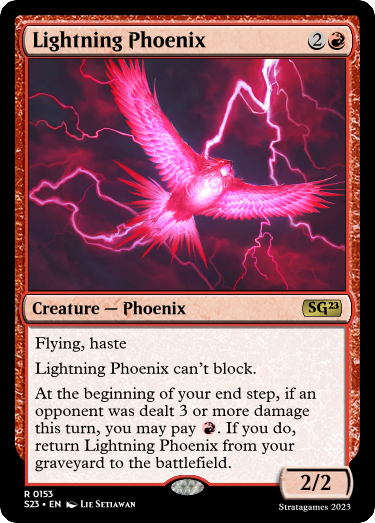 Lightning Phoenix 2
Creature — Phoenix SG23
Flying, haste
Lightning Phoenix can't block.
At the beginning of your end step, if an
opponent was dealt 3 or more damage
this turn, you may pay . If you do,
return Lightning Phoenix from your
graveyard to the battlefield.
2/2
R 0153
S23 • EN Lie Setiawan
Stratagames 2023